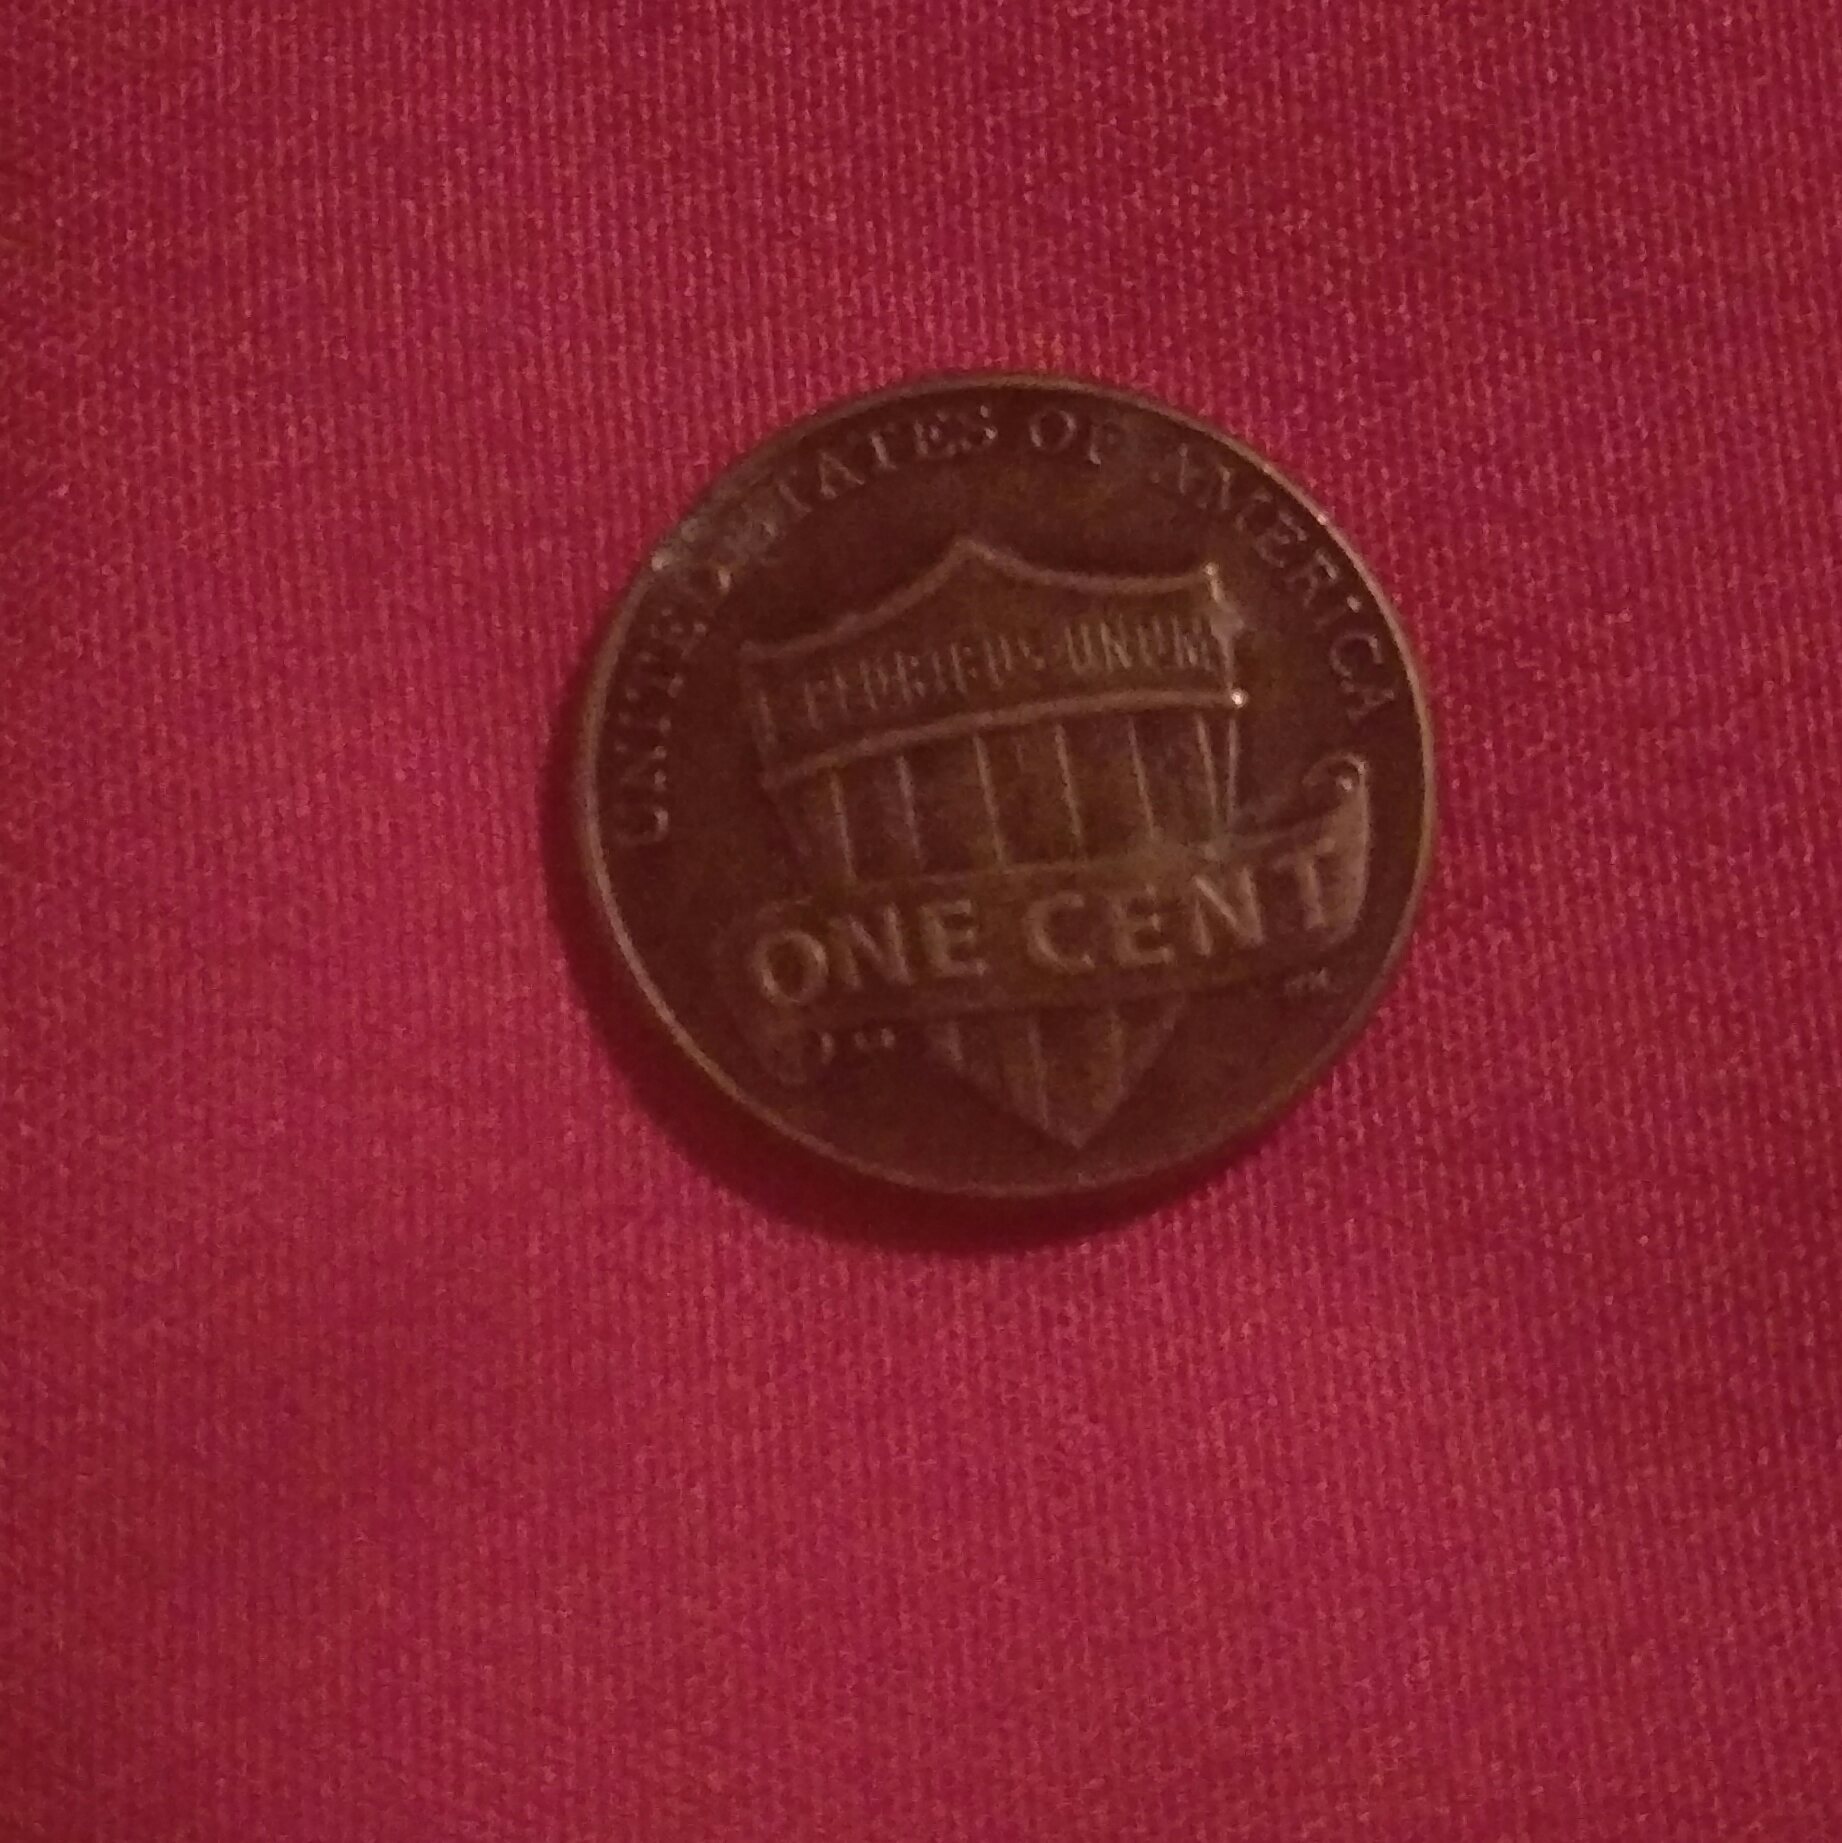 UNITED STATES OF AMERICA
E PLURIBUS UNUM
ONE CENT